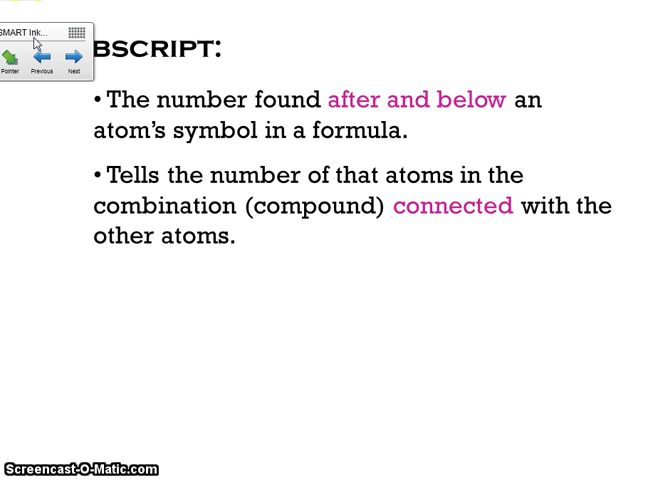 SMART Ink...
BSCRIPT:
Pointer Previous Next
• The number found after and below an
atom's symbol in a formula.
• Tells the number of that atoms in the
combination (compound) connected with the
other atoms.
Screencast-O-Matic.com